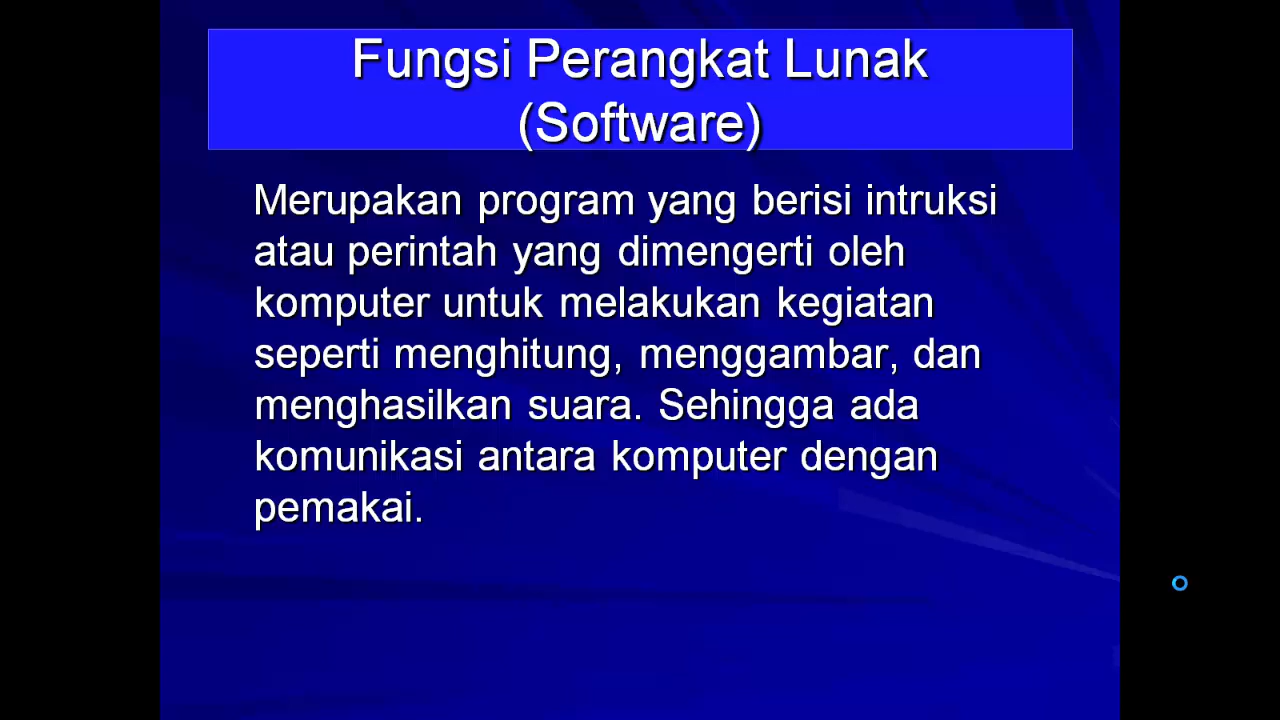 Fungsi Perangkat Lunak
(Software)
Merupakan program yang berisi intruksi
atau perintah yang dimengerti oleh
komputer untuk melakukan kegiatan
seperti menghitung, menggambar, dan
menghasilkan suara. Sehingga ada
komunikasi antara komputer dengan
pemakai.